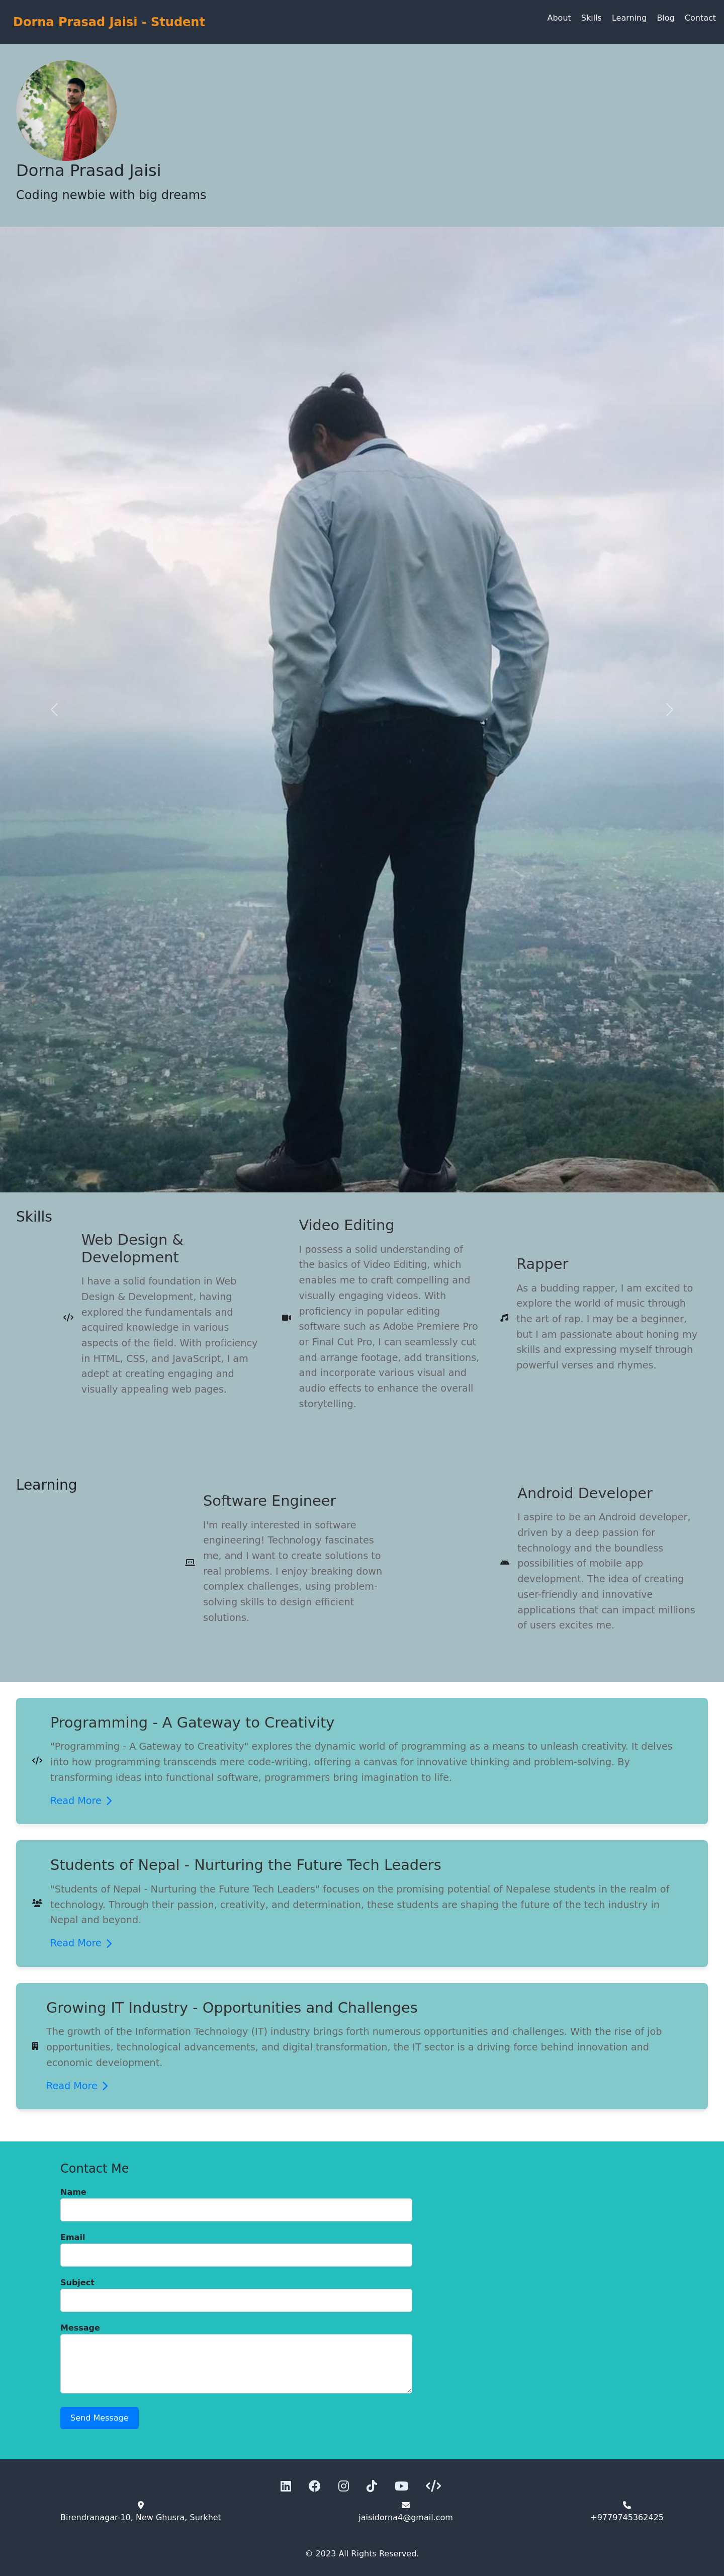 Dorna Prasad Jaisi - Student
About Skills Learning Blog Contact
Dorna Prasad Jaisi
Coding newbie with big dreams
Skills
Web Design &
Development
I have a solid foundation in Web
Design & Development, having
explored the fundamentals and
acquired knowledge in various
aspects of the field. With proficiency
in HTML, CSS, and JavaScript, I am
adept at creating engaging and
visually appealing web pages.
Video Editing
I possess a solid understanding of
the basics of Video Editing, which
enables me to craft compelling and
visually engaging videos. With
proficiency in popular editing
software such as Adobe Premiere Pro
or Final Cut Pro, I can seamlessly cut
and arrange footage, add transitions,
and incorporate various visual and
audio effects to enhance the overall
storytelling.
Rapper
As a budding rapper, I am excited to
explore the world of music through
the art of rap. I may be a beginner,
but I am passionate about honing my
skills and expressing myself through
powerful verses and rhymes.
Learning
Software Engineer
I'm really interested in software
engineering! Technology fascinates
me, and I want to create solutions to
real problems. I enjoy breaking down
complex challenges, using problem-
solving skills to design efficient
solutions.
Android Developer
I aspire to be an Android developer,
driven by a deep passion for
technology and the boundless
possibilities of mobile app
development. The idea of creating
user-friendly and innovative
applications that can impact millions
of users excites me.
Programming - A Gateway to Creativity
"Programming - A Gateway to Creativity" explores the dynamic world of programming as a means to unleash creativity. It delves
into how programming transcends mere code-writing, offering a canvas for innovative thinking and problem-solving. By
transforming ideas into functional software, programmers bring imagination to life.
Read More
Students of Nepal - Nurturing the Future Tech Leaders
"Students of Nepal - Nurturing the Future Tech Leaders" focuses on the promising potential of Nepalese students in the realm of
technology. Through their passion, creativity, and determination, these students are shaping the future of the tech industry in
Nepal and beyond.
Read More
Growing IT Industry - Opportunities and Challenges
The growth of the Information Technology (IT) industry brings forth numerous opportunities and challenges. With the rise of job
opportunities, technological advancements, and digital transformation, the IT sector is a driving force behind innovation and
economic development.
Read More
Contact Me
Name
Email
Subject
Message
Send Message
Birendranagar-10, New Ghusra, Surkhet
jaisidorna4@gmail.com
+9779745362425
© 2023 All Rights Reserved.